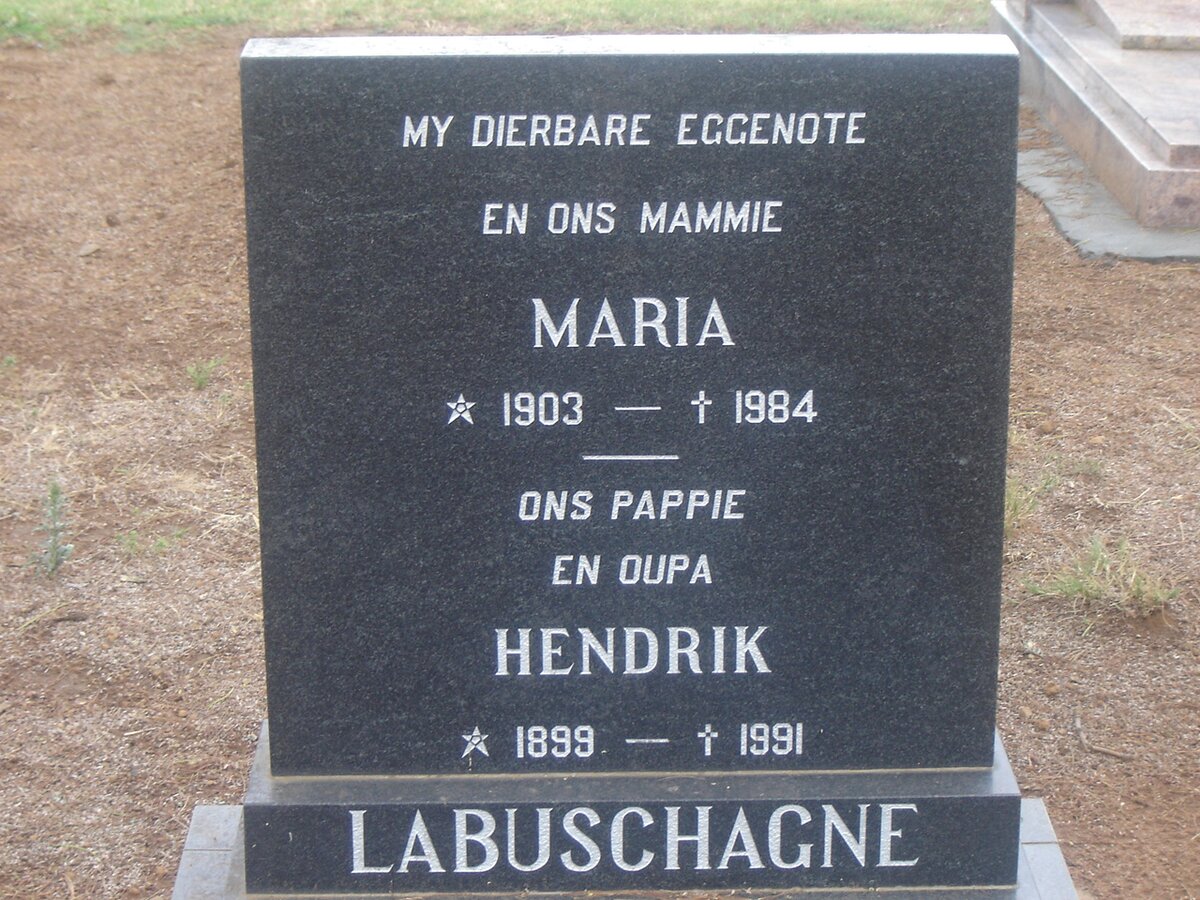 MY DIERBARE EGGENOTE
EN ONS MAMMIE
MARIA
☆ 1903 — † 1984
ONS PAPPIE
EN OUPA
HENDRIK
☆ 1899 — † 1991
LABUSCHAGNE